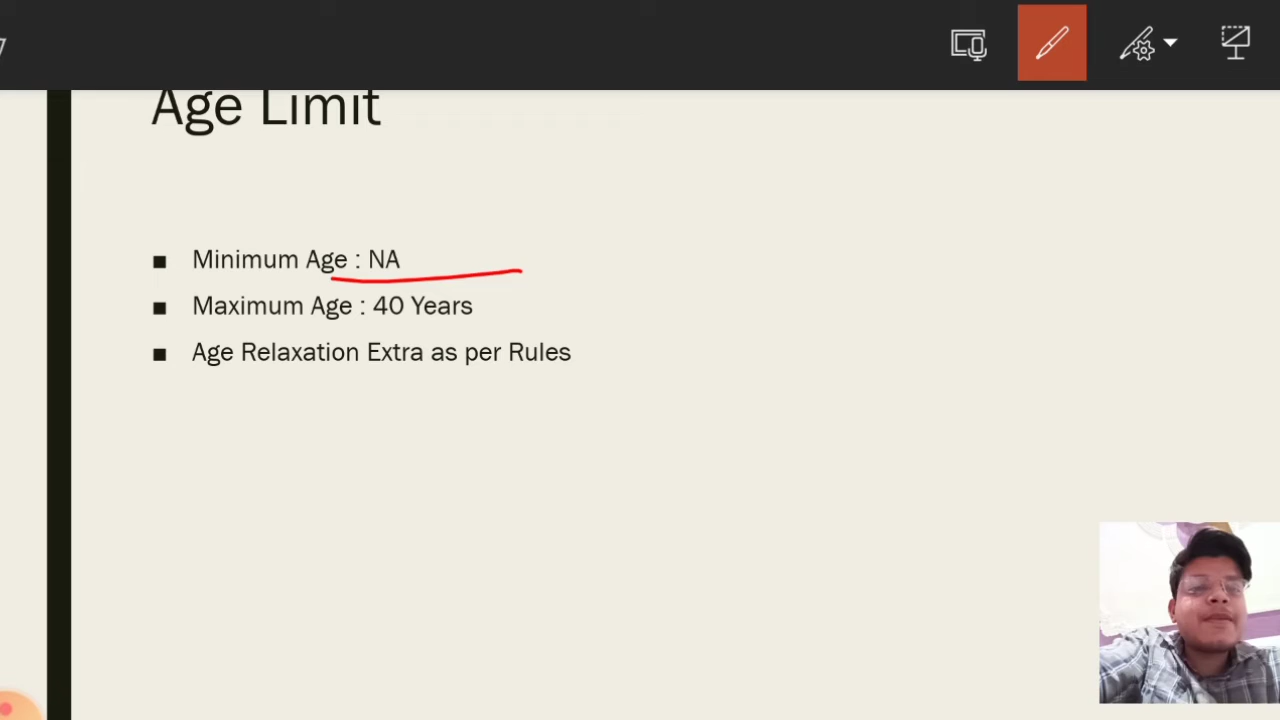 Age Limit
Minimum Age : NA
Maximum Age : 40 Years
Age Relaxation Extra as per Rules